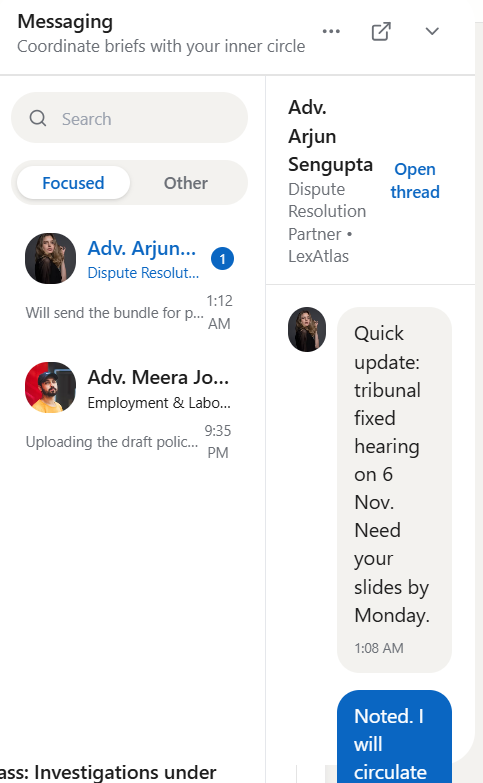 Messaging
Coordinate briefs with your inner circle
Search
Focused
Other
Adv. Arjun...
1
Dispute Resolut...
Will send the bundle for p...
1:12
AM
Adv. Meera Jo...
Employment & Labo...
Uploading the draft polic...
9:35
PM
Adv.
Arjun
Sengupta
Dispute
Resolution
Partner •
LexAtlas
Open
thread
Quick
update:
tribunal
fixed
hearing
on 6
Nov.
Need
your
slides by
Monday.
1:08 AM
Noted. I
will
circulate
ass: Investigations under